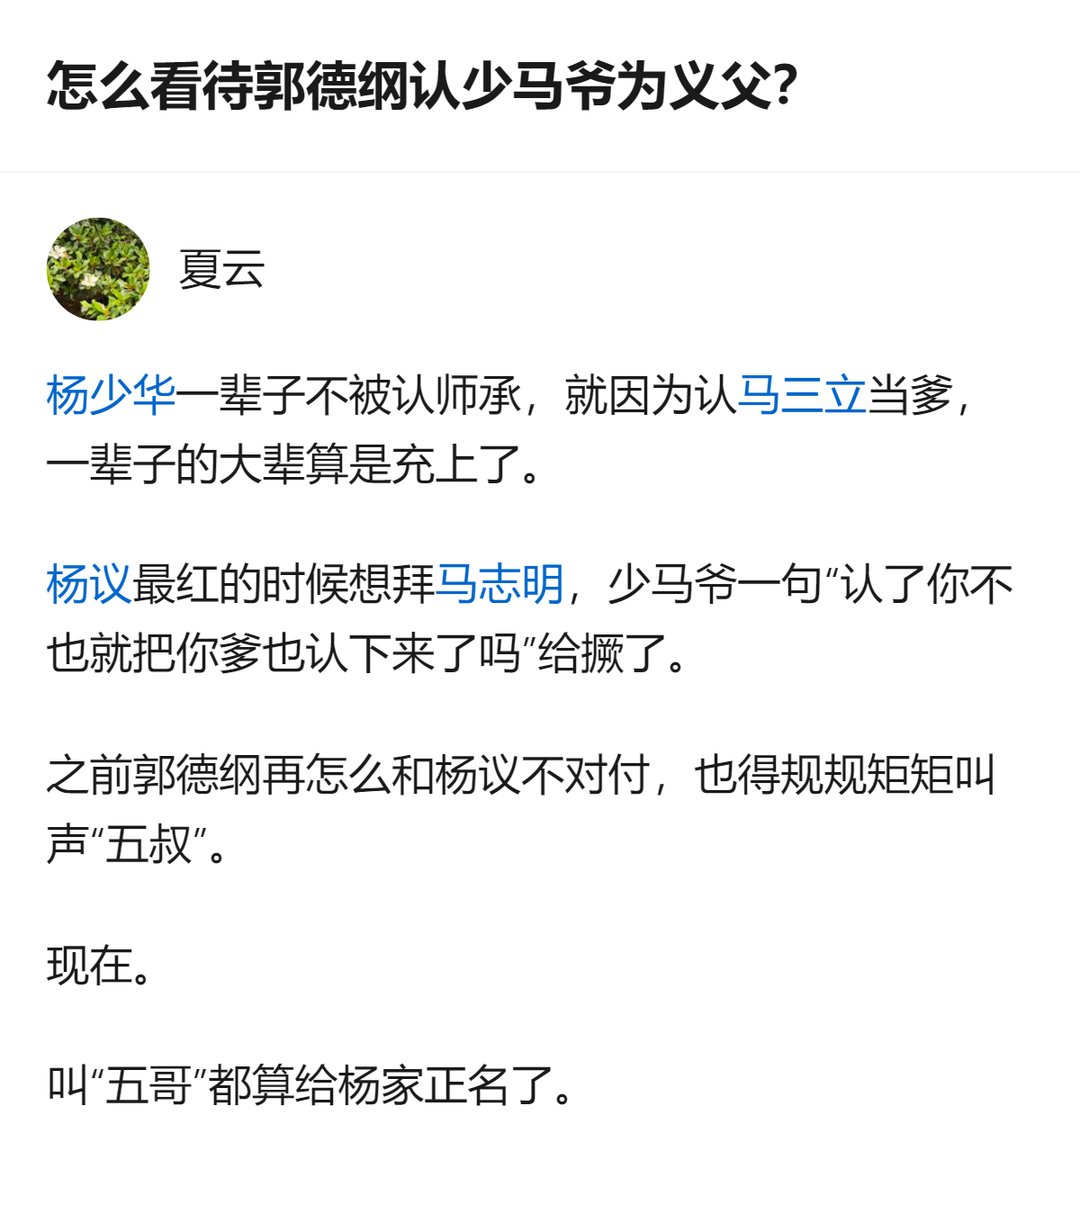 怎么看待郭德纲认少马爷为义父?
夏云
杨少华一辈子不被认师承，就因为认马三立当爹，
一辈子的大辈算是充上了。
杨议最红的时候想拜马志明，少马爷一句“认了你不
也就把你爹也认下来了吗”给撅了。
之前郭德纲再怎么和杨议不对付，也得规规矩矩叫
声“五叔”。
现在。
叫“五哥”都算给杨家正名了。